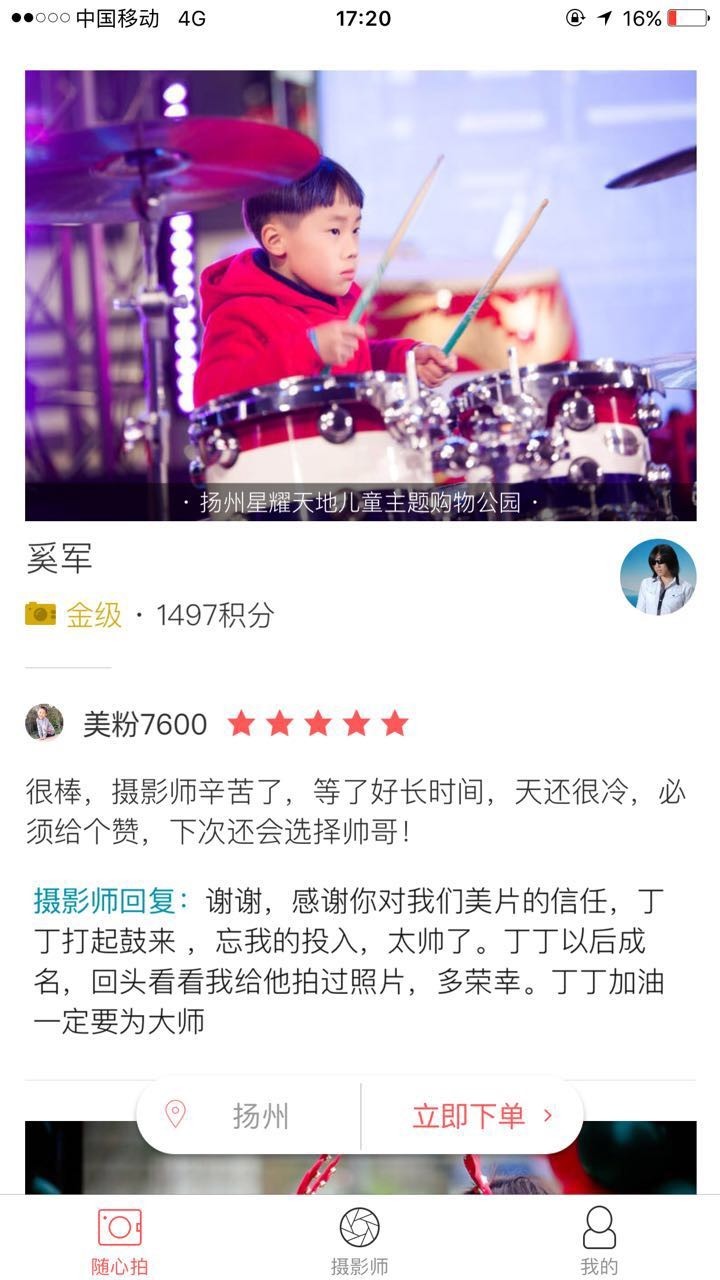 中国移动 4G 17:20 16%
· 扬州星耀天地儿童主题购物公园 ·
奚军
金级 · 1497积分
美粉7600
很棒，摄影师辛苦了，等了好长时间，天还很冷，必
须给个赞，下次还会选择帅哥！
摄影师回复：谢谢，感谢你对我们美片的信任，丁
丁打起鼓来 ，忘我的投入，太帅了。丁丁以后成
名，回头看看我给他拍过照片，多荣幸。丁丁加油
一定要为大师
扬州 立即下单
随心拍 摄影师 我的